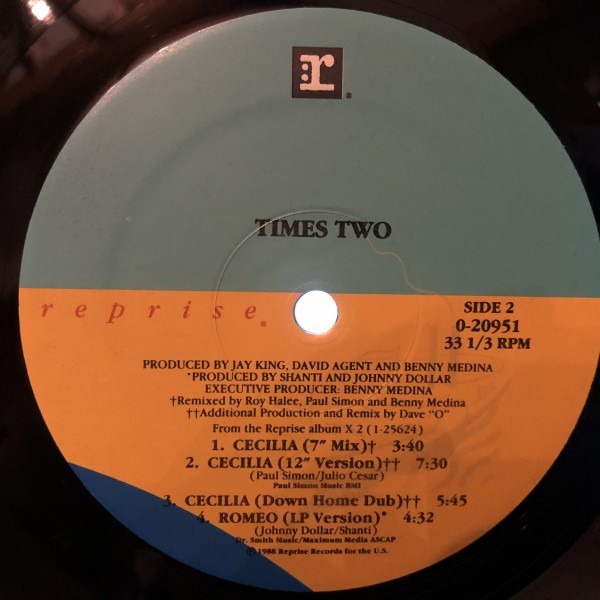 r
TIMES TWO
reprise
SIDE 2
0-20951
33 1/3 RPM
PRODUCED BY JAY KING, DAVID AGENT AND BENNY MEDINA
*PRODUCED BY SHANTI AND JOHNNY DOLLAR
EXECUTIVE PRODUCER: BENNY MEDINA
†Remixed by Roy Halee, Paul Simon and Benny Medina
††Additional Production and Remix by Dave "O"
From the Reprise album X 2 (1-25624)
1. CECILIA (7" Mix)† 3:40
2. CECILIA (12" Version)†† 7:30
(Paul Simon/Julio Cesar)
Paul Simon Music BMI
3. CECILIA (Down Home Dub)†† 5:45
4. ROMEO (LP Version)* 4:32
(Johnny Dollar/Shanti)
Dr. Smith Music/Maximum Media ASCAP
℗1988 Reprise Records for the U.S.